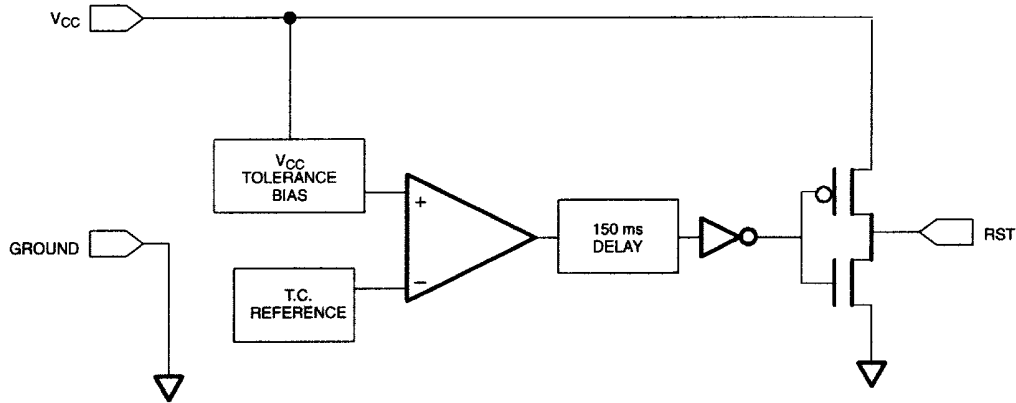 VCC
VCC
TOLERANCE
BIAS
+
150 ms
DELAY
RST
GROUND
−
T.C.
REFERENCE